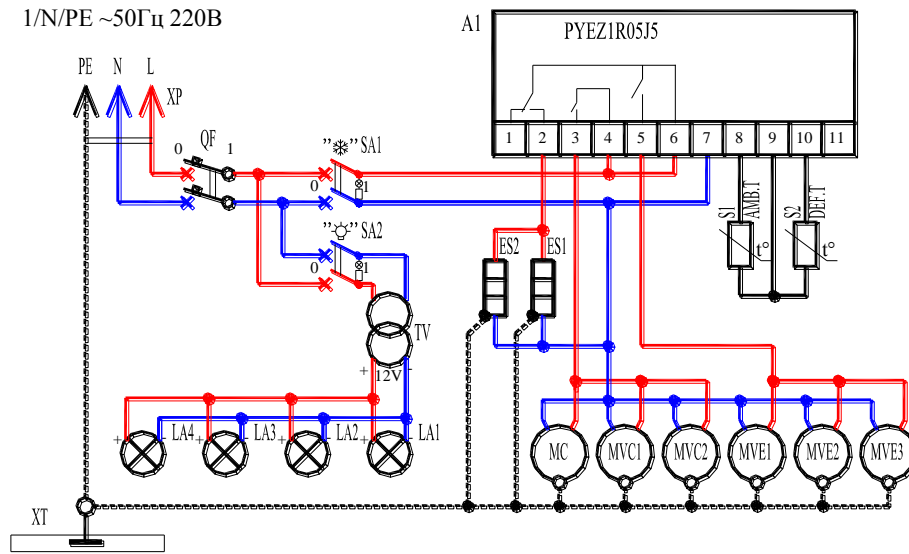 1/N/PE ~50Гц 220В
A1
PYEZ1R05J5
PE N L
XP
QF
0 1
"❄" SA1
1 2 3 4 5 6 7 8 9 10 11
0 1
"☼" SA2
0 1
S1 AMB.T
t°
S2 DEF.T
t°
ES2 ES1
TV
+ 12V -
+ - LA4 + - LA3 + - LA2 + - LA1
MC MVC1 MVC2 MVE1 MVE2 MVE3
XT